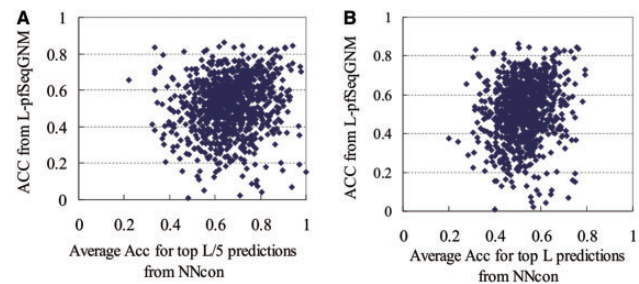 A
ACC from L-pfSeqGNM
1
0.8
0.6
0.4
0.2
0
0 0.2 0.4 0.6 0.8 1
Average Acc for top L/5 predictions
from NNcon
B
ACC from L-pfSeqGNM
1
0.8
0.6
0.4
0.2
0
0 0.2 0.4 0.6 0.8 1
Average Acc for top L predictions
from NNcon